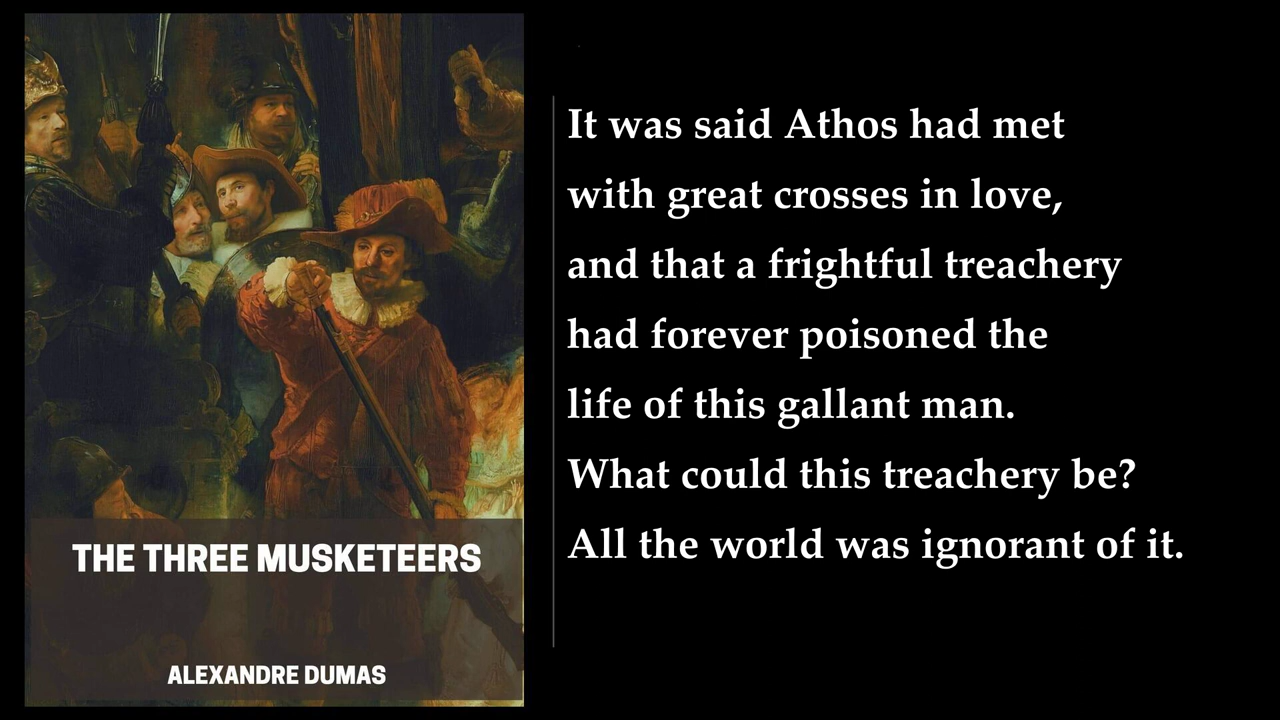 THE THREE MUSKETEERS
ALEXANDRE DUMAS
It was said Athos had met
with great crosses in love,
and that a frightful treachery
had forever poisoned the
life of this gallant man.
What could this treachery be?
All the world was ignorant of it.